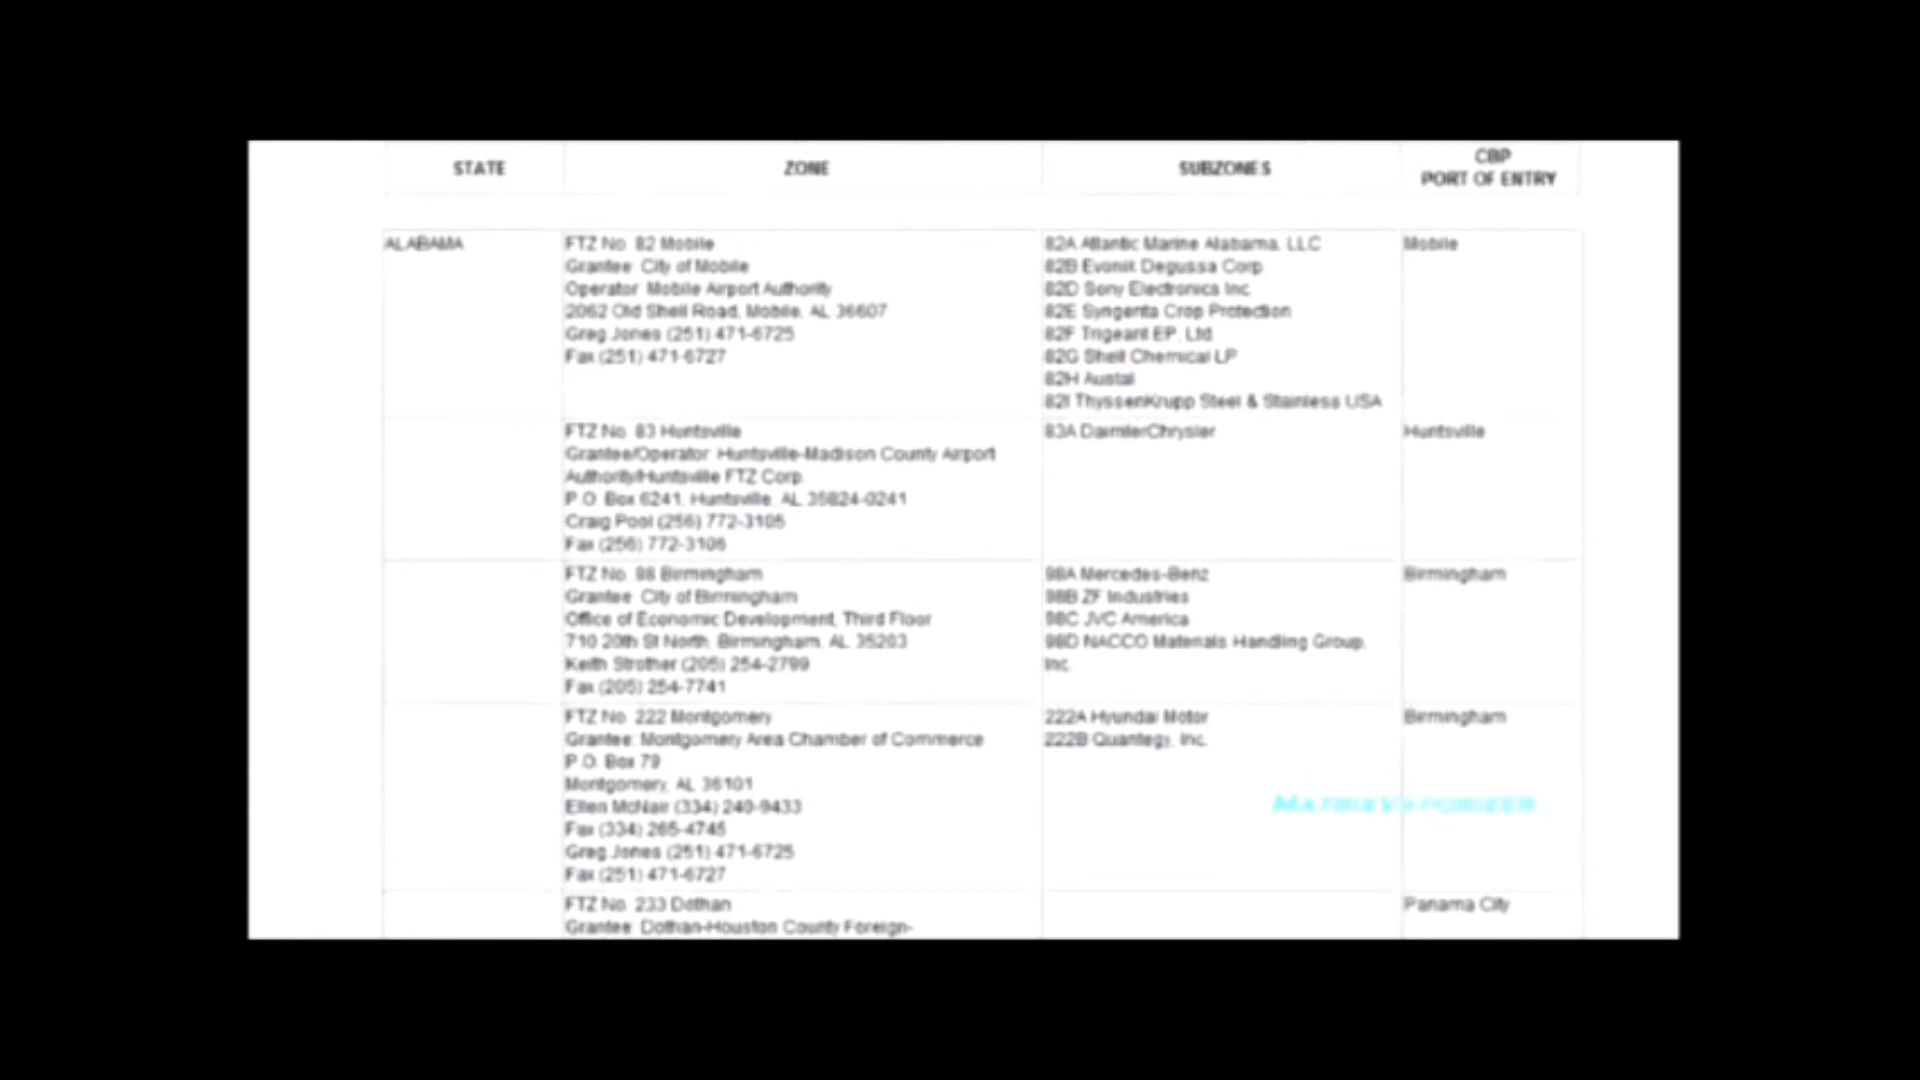 STATE ZONE SUBZONES CBP
PORT OF ENTRY
ALABAMA FTZ No. 82 Mobile 82A Atlantic Marine Alabama, LLC Mobile
Grantee: City of Mobile 82B Evonik Degussa Corp.
Operator: Mobile Airport Authority 82D Sony Electronics Inc.
2062 Old Shell Road, Mobile, AL 36607 82E Syngenta Crop Protection
Greg Jones (251) 471-6725 82F Trigeant EP, Ltd.
Fax (251) 471-6727 82G Shell Chemical LP
82H Austal
82I ThyssenKrupp Steel & Stainless USA
FTZ No. 83 Huntsville 83A DaimlerChrysler Huntsville
Grantee/Operator: Huntsville-Madison County Airport
Authority/Huntsville FTZ Corp.
P.O. Box 6241, Huntsville, AL 35824-0241
Craig Pool (256) 772-3105
Fax (256) 772-3106
FTZ No. 98 Birmingham 98A Mercedes-Benz Birmingham
Grantee: City of Birmingham 98B ZF Industries
Office of Economic Development, Third Floor 98C JVC America
710 20th St North, Birmingham, AL 35203 98D NACCO Materials Handling Group,
Keith Strother (205) 254-2799 Inc.
Fax (205) 254-7741
FTZ No. 222 Montgomery 222A Hyundai Motor Birmingham
Grantee: Montgomery Area Chamber of Commerce 222B Quantegy, Inc.
P.O. Box 79
Montgomery, AL 36101
Ellen McNair (334) 240-9433
Fax (334) 265-4745
Greg Jones (251) 471-6725
Fax (251) 471-6727
FTZ No. 233 Dothan Panama City
Grantee: Dothan-Houston County Foreign-